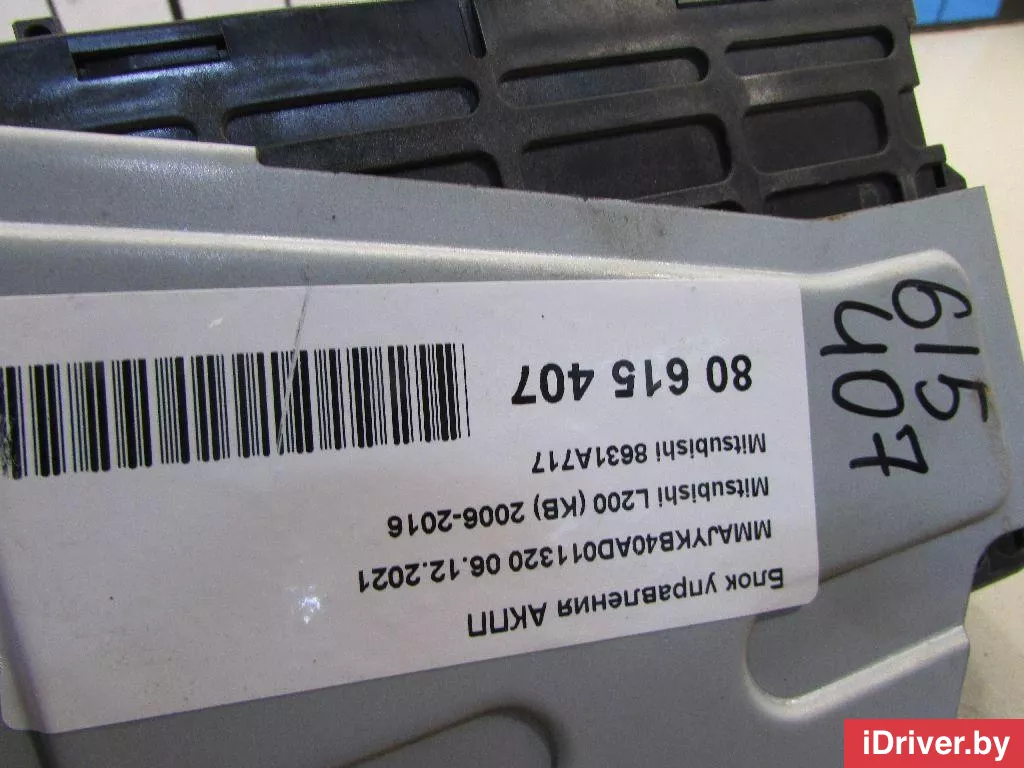 Блок управления АКПП
MMAJYKB40AD011320 06.12.2021
Mitsubishi L200 (KB) 2006-2016
Mitsubishi 8631A717
80 615 407
615
407
iDriver.by